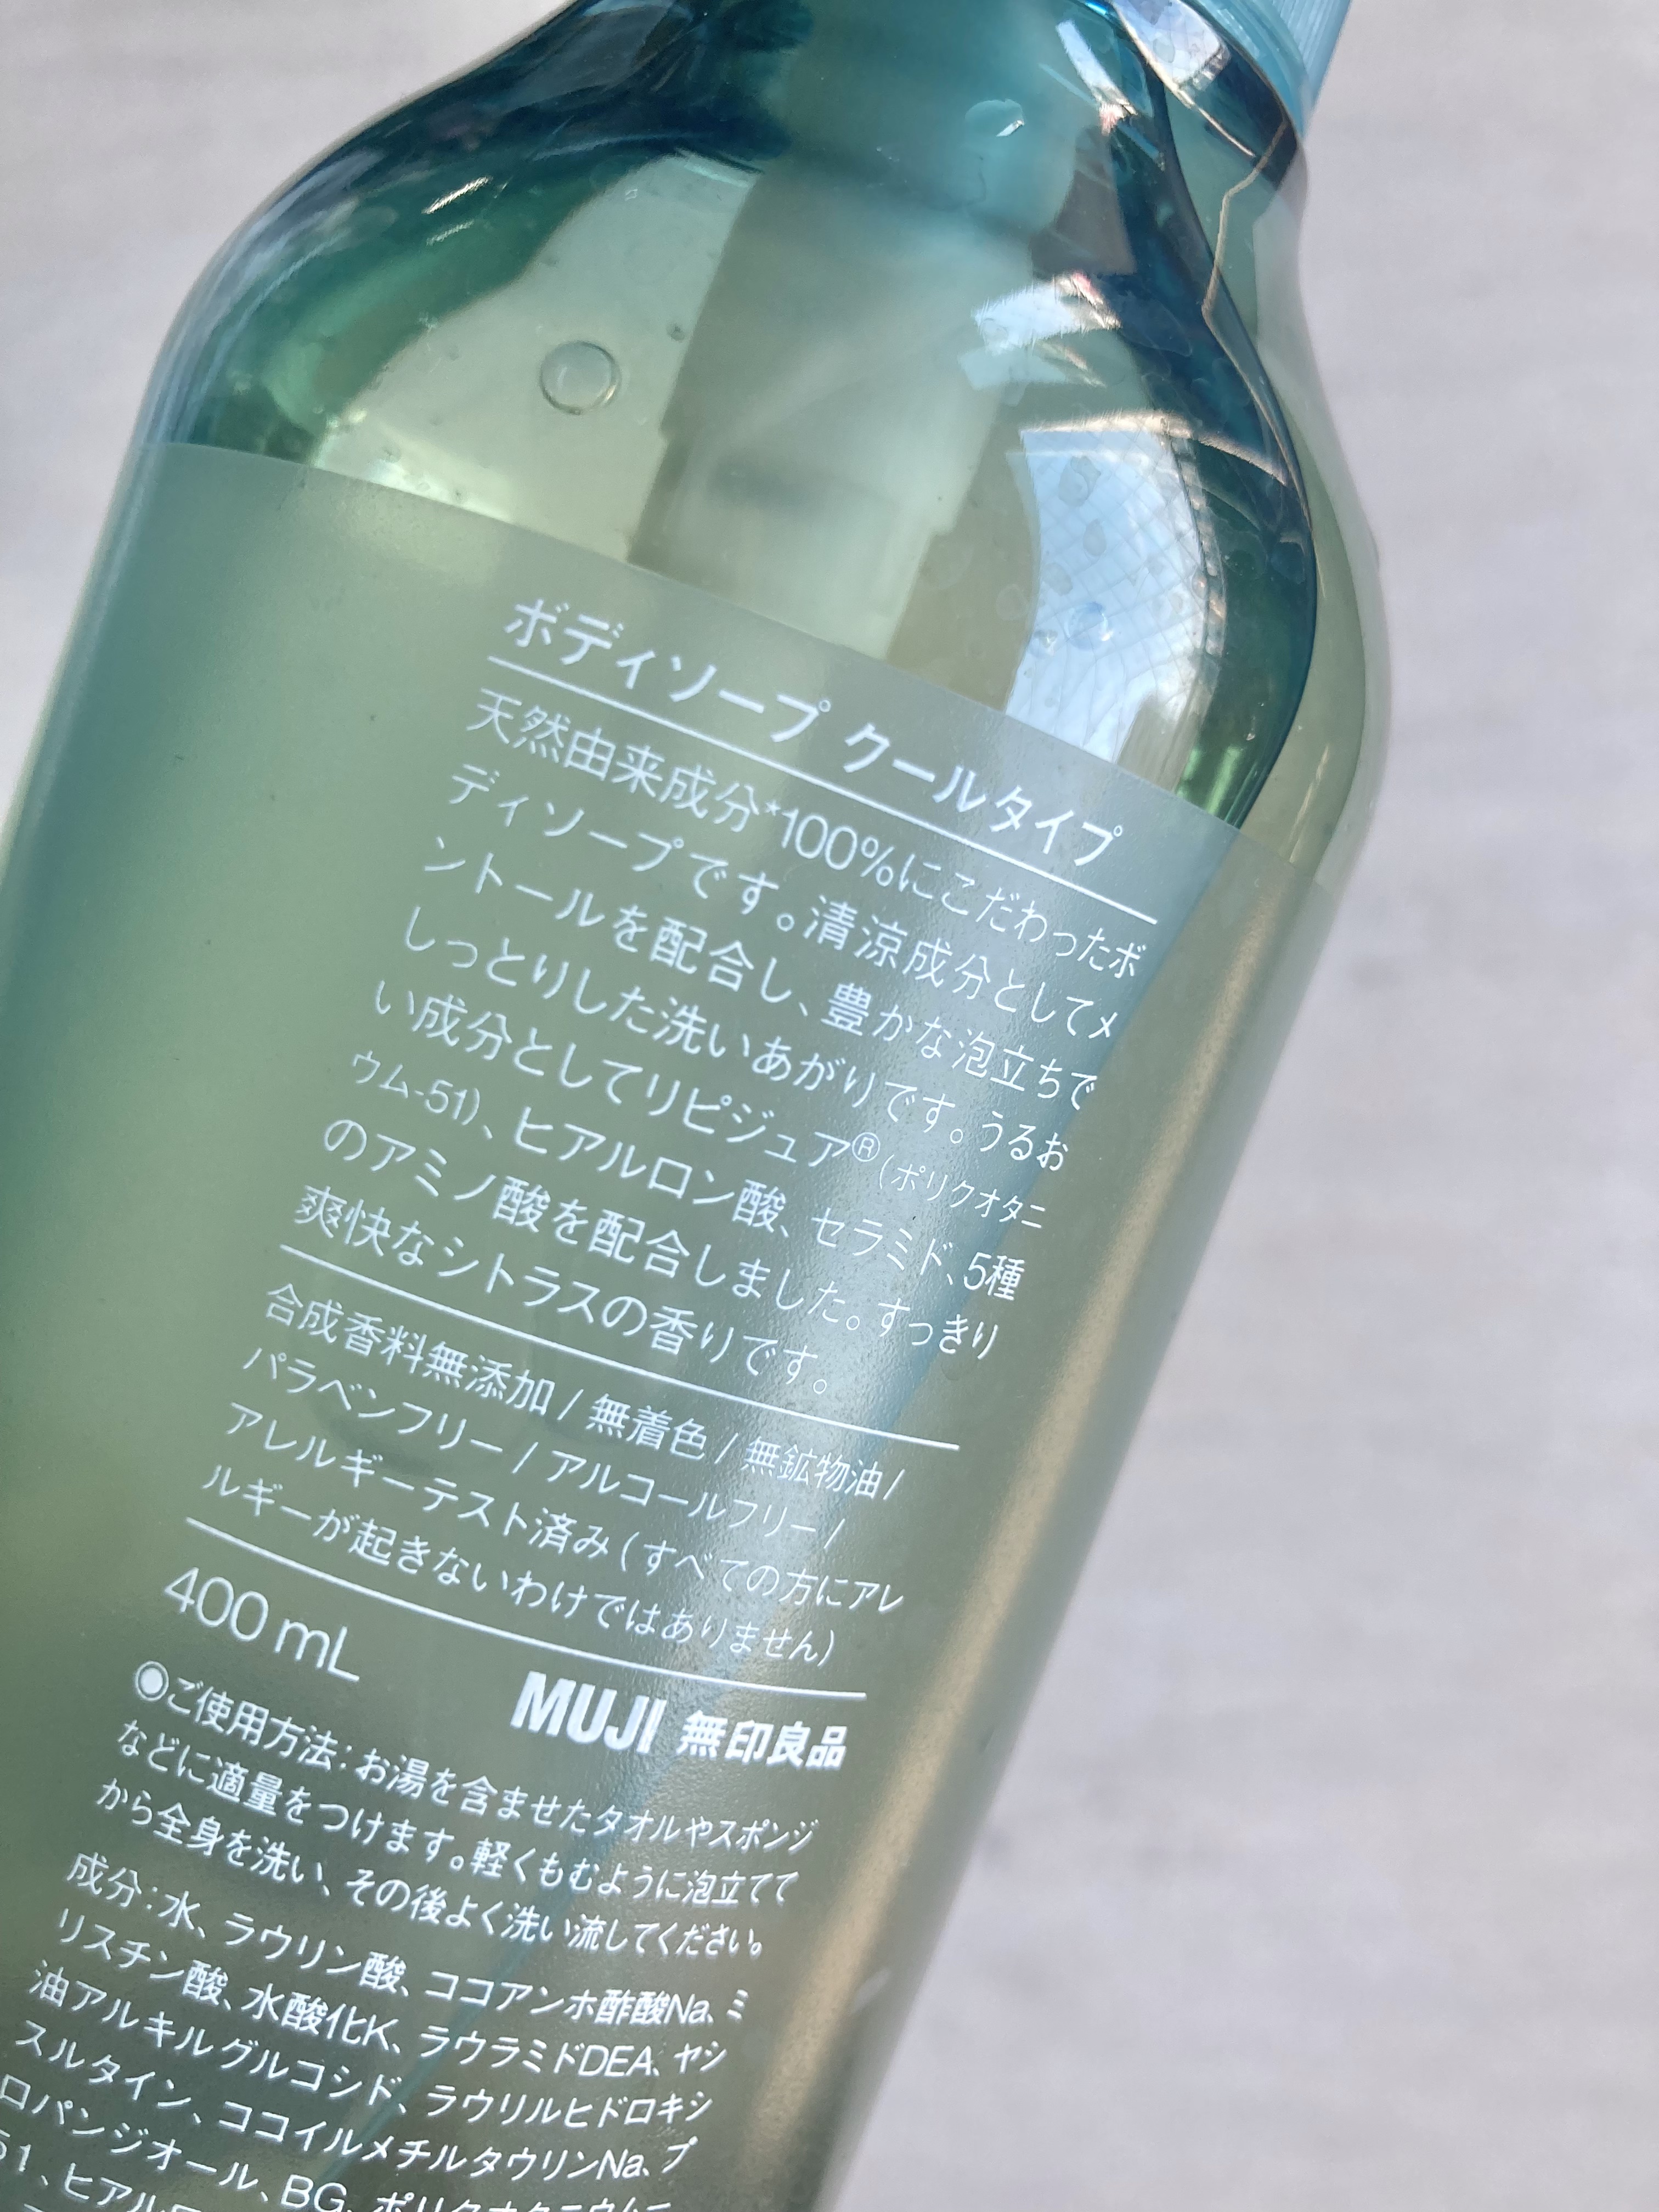 ボディソープ クールタイプ
天然由来成分*100%にこだわったボ
ディソープです。清涼成分としてメ
ントールを配合し、豊かな泡立ちで
しっとりした洗いあがりです。うるお
い成分としてリピジュア®(ポリクオタニ
ウム-51)、ヒアルロン酸、セラミド、5種
のアミノ酸を配合しました。すっきり
爽快なシトラスの香りです。
合成香料無添加 / 無着色 / 無鉱物油 /
パラベンフリー / アルコールフリー /
アレルギーテスト済み(すべての方にアレ
ルギーが起きないわけではありません)
400 mL
MUJI 無印良品
◉ご使用方法:お湯を含ませたタオルやスポンジ
などに適量をつけます。軽くもむように泡立てて
から全身を洗い、その後よく洗い流してください。
成分:水、ラウリン酸、ココアンホ酢酸Na、ミ
リスチン酸、水酸化K、ラウラミドDEA、ヤシ
油アルキルグルコシド、ラウリルヒドロキシ
スルタイン、ココイルメチルタウリンNa、プ
ロパンジオール、BG、ポリクオタニウム-
51、ヒアルロ